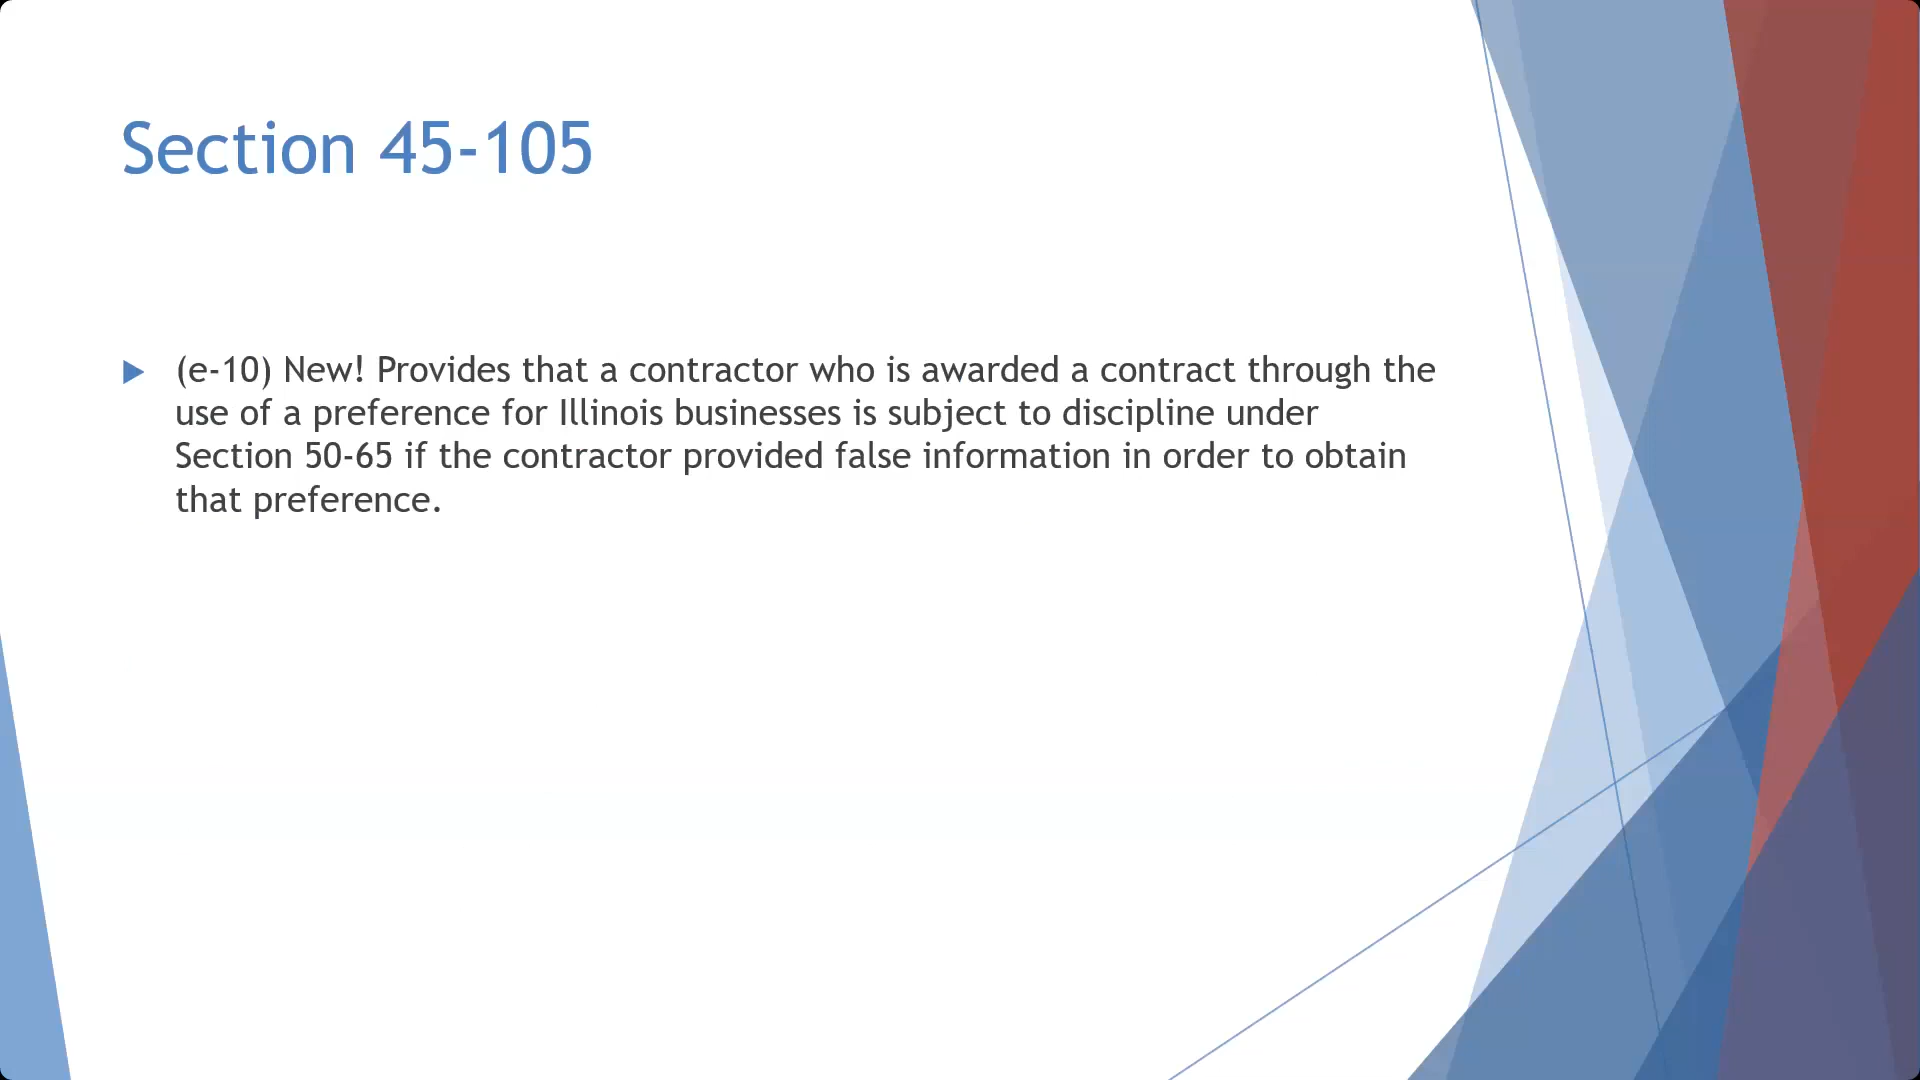 Section 45-105
(e-10) New! Provides that a contractor who is awarded a contract through the
use of a preference for Illinois businesses is subject to discipline under
Section 50-65 if the contractor provided false information in order to obtain
that preference.